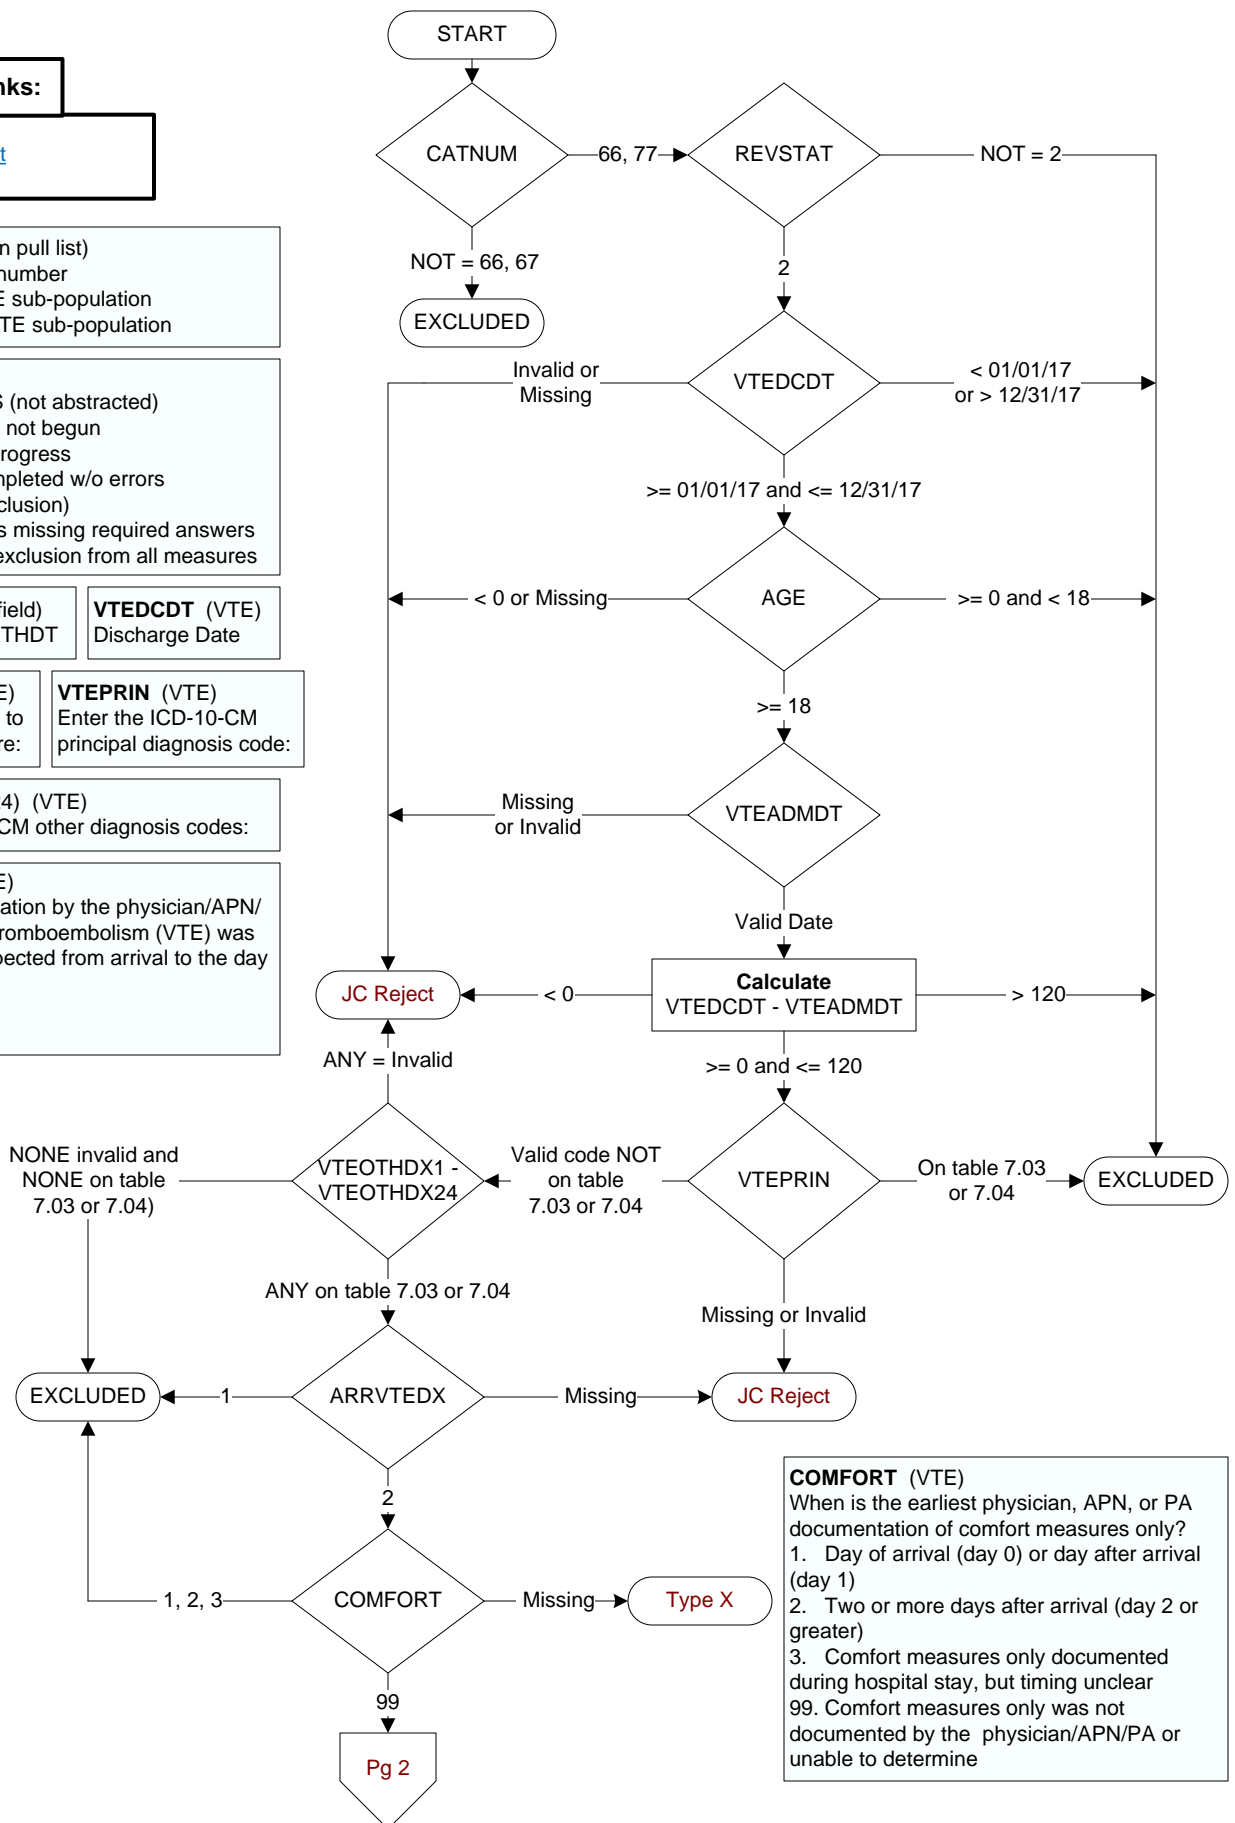 START
nks:
t
CATNUM
66, 77
REVSTAT
NOT = 2
n pull list)
number
E sub-population
TE sub-population
NOT = 66, 67
2
EXCLUDED
S (not abstracted)
not begun
rogress
mpleted w/o errors
clusion)
s missing required answers
exclusion from all measures
Invalid or
Missing
VTEDCDT
< 01/01/17
or > 12/31/17
>= 01/01/17 and <= 12/31/17
field)
THDT
VTEDCDT (VTE)
Discharge Date
< 0 or Missing
AGE
>= 0 and < 18
E)
to
re:
VTEPRIN (VTE)
Enter the ICD-10-CM
principal diagnosis code:
>= 18
24) (VTE)
CM other diagnosis codes:
Missing
or Invalid
VTEADMDT
E)
ation by the physician/APN/
romboembolism (VTE) was
pected from arrival to the day
Valid Date
JC Reject
< 0
Calculate
VTEDCDT - VTEADMDT
> 120
ANY = Invalid
>= 0 and <= 120
NONE invalid and
NONE on table
7.03 or 7.04)
VTEOTHDX1 -
VTEOTHDX24
Valid code NOT
on table
7.03 or 7.04
VTEPRIN
On table 7.03
or 7.04
EXCLUDED
ANY on table 7.03 or 7.04
Missing or Invalid
EXCLUDED
1
ARRVTEDX
Missing
JC Reject
2
1, 2, 3
COMFORT
Missing
Type X
COMFORT (VTE)
When is the earliest physician, APN, or PA
documentation of comfort measures only?
1. Day of arrival (day 0) or day after arrival
(day 1)
2. Two or more days after arrival (day 2 or
greater)
3. Comfort measures only documented
during hospital stay, but timing unclear
99. Comfort measures only was not
documented by the physician/APN/PA or
unable to determine
99
Pg 2